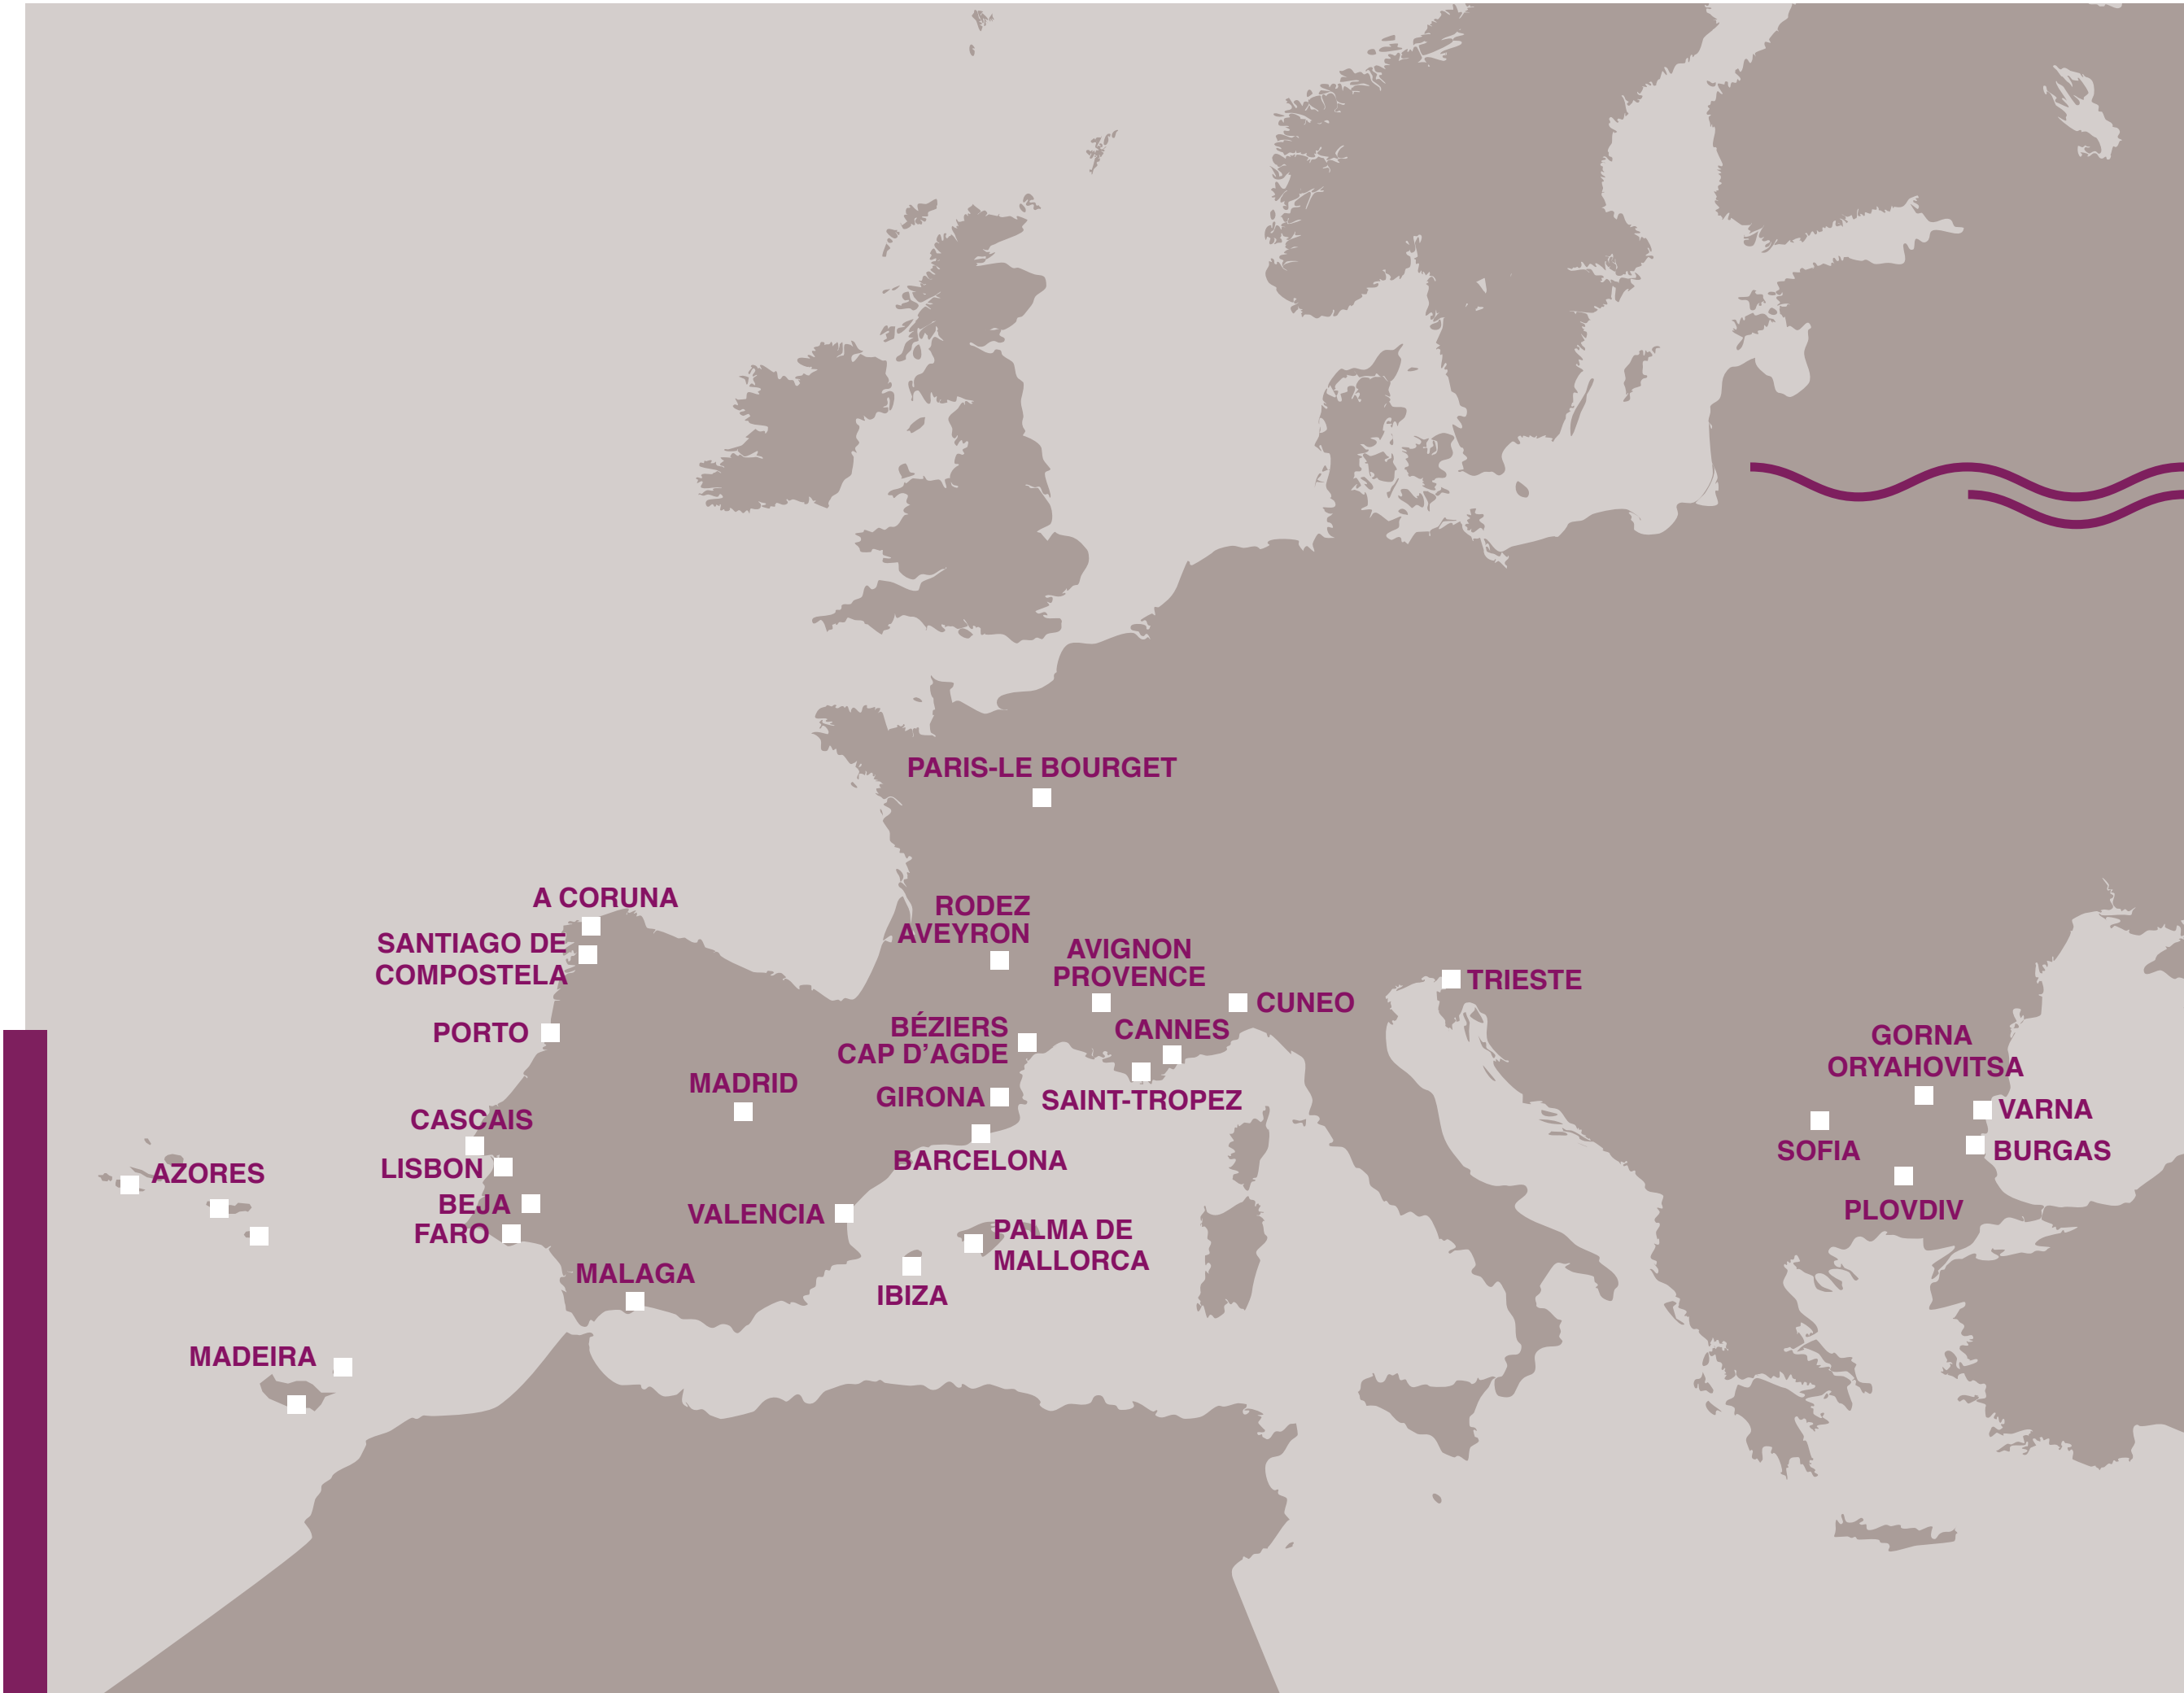 PARIS-LE BOURGET
A CORUNA
RODEZ
AVEYRON
SANTIAGO DE
COMPOSTELA
AVIGNON
PROVENCE
TRIESTE
CUNEO
PORTO
BÉZIERS
CAP D’AGDE
CANNES
GORNA
ORYAHOVITSA
MADRID
GIRONA
SAINT-TROPEZ
CASCAIS
VARNA
LISBON
BARCELONA
SOFIA
BURGAS
AZORES
BEJA
VALENCIA
PLOVDIV
FARO
PALMA DE
MALLORCA
MALAGA
IBIZA
MADEIRA